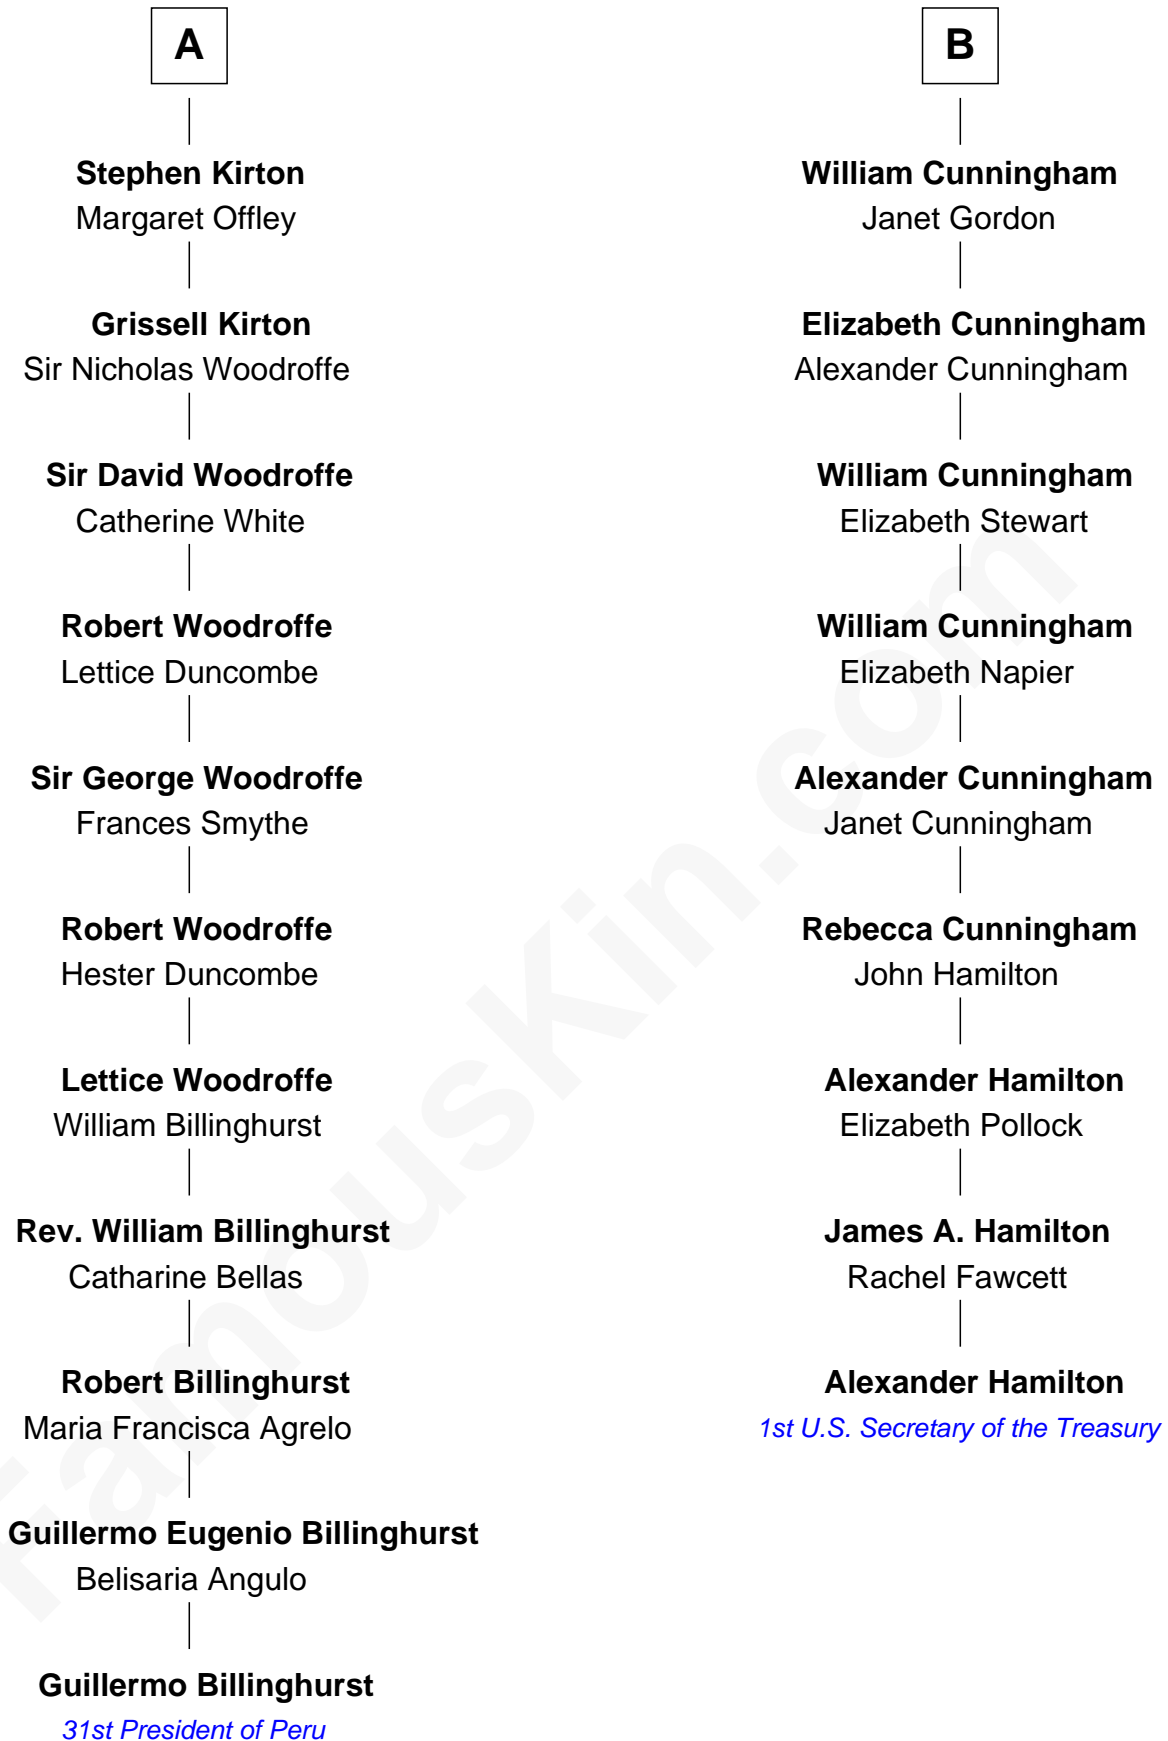 A
Stephen Kirton
Margaret Offley
Grissell Kirton
Sir Nicholas Woodroffe
Sir David Woodroffe
Catherine White
Robert Woodroffe
Lettice Duncombe
Sir George Woodroffe
Frances Smythe
Robert Woodroffe
Hester Duncombe
Lettice Woodroffe
William Billinghurst
Rev. William Billinghurst
Catharine Bellas
Robert Billinghurst
Maria Francisca Agrelo
Guillermo Eugenio Billinghurst
Belisaria Angulo
Guillermo Billinghurst
31st President of Peru
B
William Cunningham
Janet Gordon
Elizabeth Cunningham
Alexander Cunningham
William Cunningham
Elizabeth Stewart
William Cunningham
Elizabeth Napier
Alexander Cunningham
Janet Cunningham
Rebecca Cunningham
John Hamilton
Alexander Hamilton
Elizabeth Pollock
James A. Hamilton
Rachel Fawcett
Alexander Hamilton
1st U.S. Secretary of the Treasury
FamousKin.com